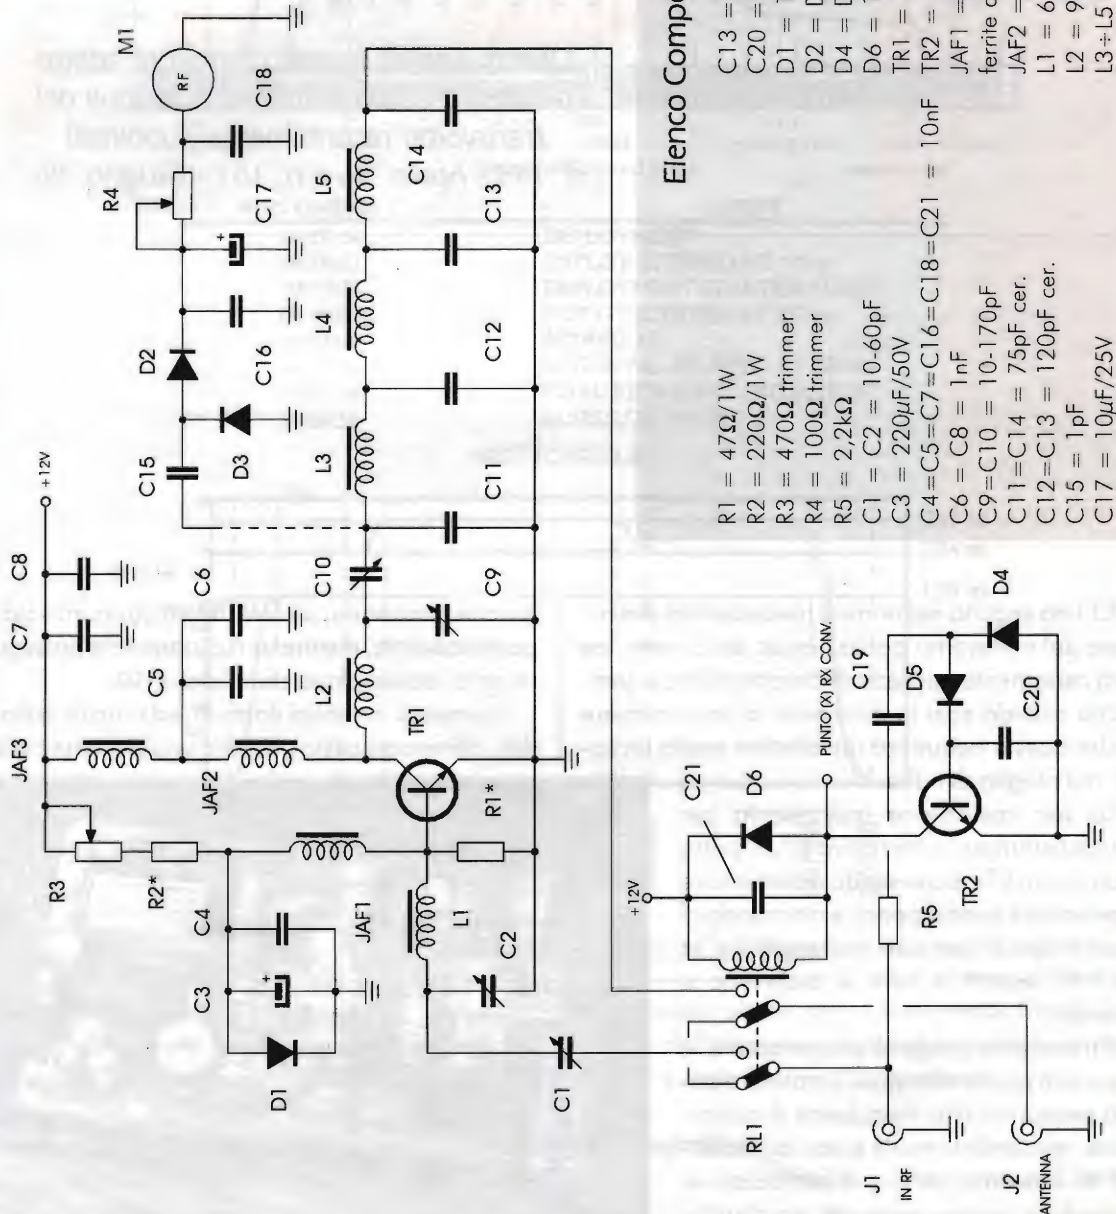 M1
RF
R4
C18
C17
D2
C16
C15
D3
+12V
C8
C7
C6
C5
JAF3
JAF2
R3
R2*
C4
C3
D1
JAF1
L1
C2
C1
R1*
TR1
L2
C9
C10
C11
L3
C12
L4
C13
L5
C14
+12V
C21
D6
PUNTO (X) RX CONV.
C19
D5
D4
C20
TR2
R5
RL1
J1
IN RF
J2
ANTENNA
Elenco Compo
R1 = 47Ω/1W
R2 = 220Ω/1W
R3 = 470Ω trimmer
R4 = 100Ω trimmer
R5 = 2,2kΩ
C1 = C2 = 10-60pF
C3 = 220µF/50V
C4=C5=C7=C16=C18=C21 = 10nF
C6 = C8 = 1nF
C9=C10 = 10-170pF
C11=C14 = 75pF cer.
C12=C13 = 120pF cer.
C15 = 1pF
C17 = 10µF/25V
C13 =
C20 =
D1 =
D2 = D
D4 = D
D6 =
TR1 =
TR2 =
JAF1 =
ferrite
JAF2 =
L1 = 6
L2 = 9
L3÷L5